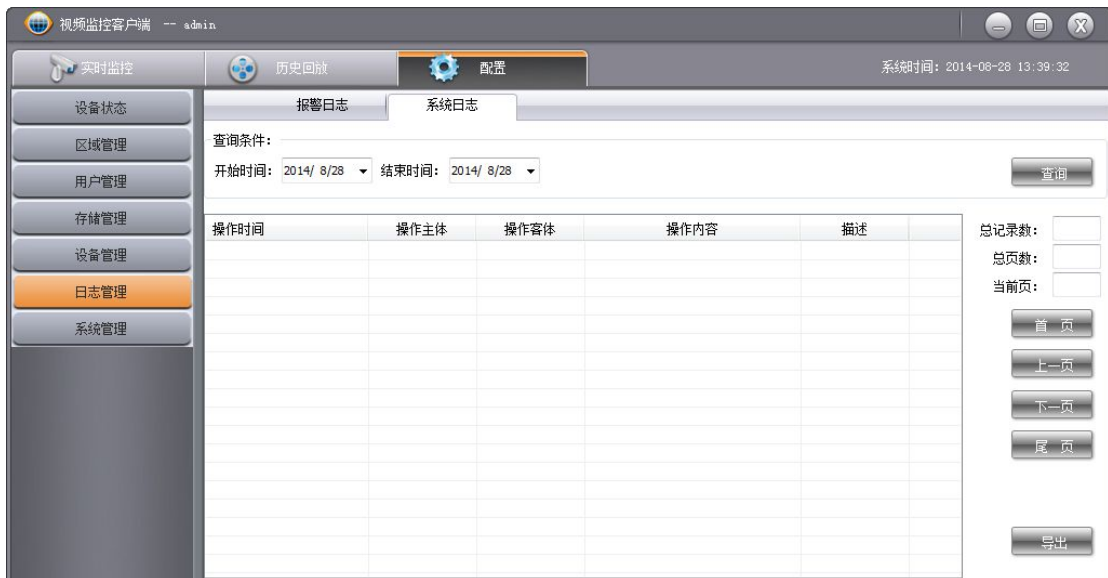 视频监控客户端 -- admin
实时监控 历史回放 配置 系统时间：2014-08-28 13:39:32
设备状态
区域管理
用户管理
存储管理
设备管理
日志管理
系统管理
报警日志 系统日志
查询条件：
开始时间： 2014/ 8/28 结束时间： 2014/ 8/28 查询
操作时间 操作主体 操作客体 操作内容 描述
总记录数：
总页数：
当前页：
首 页
上一页
下一页
尾 页
导出